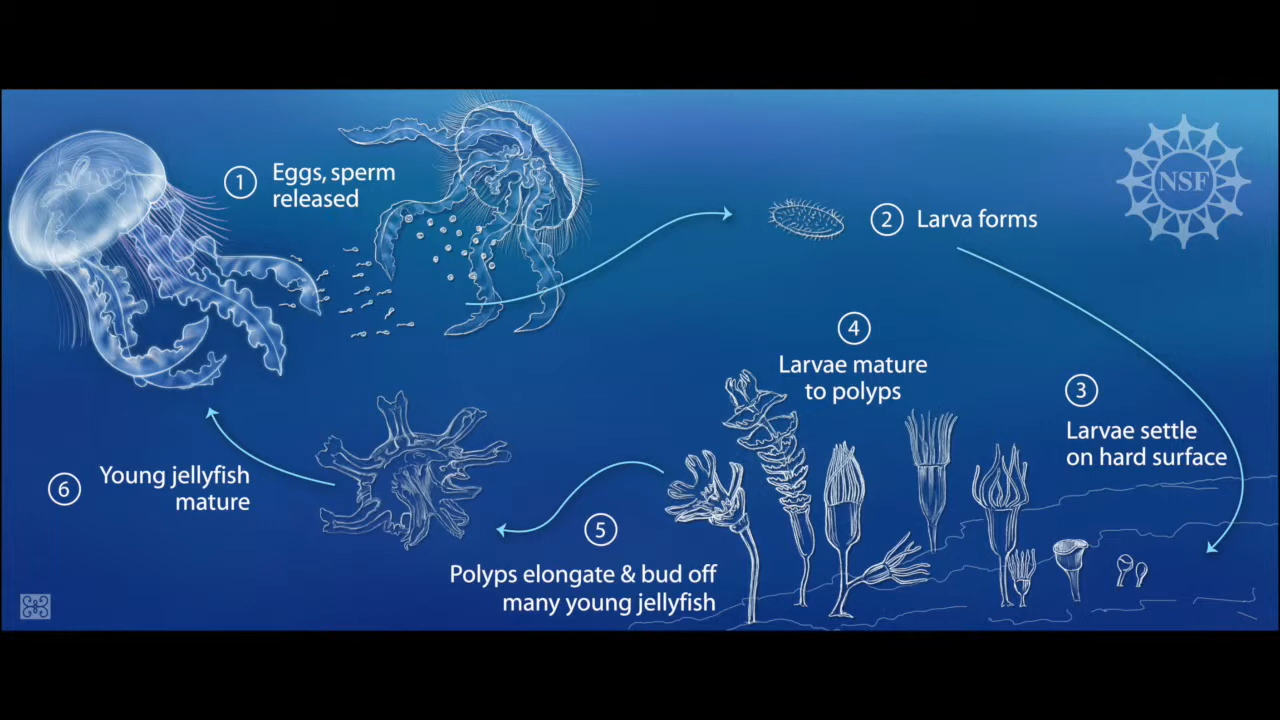 1
Eggs, sperm
released
2
Larva forms
NSF
3
Larvae settle
on hard surface
4
Larvae mature
to polyps
5
Polyps elongate & bud off
many young jellyfish
6
Young jellyfish
mature